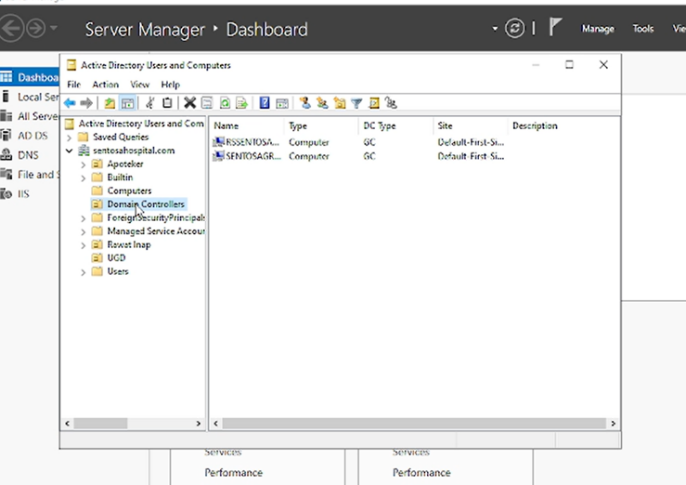 Server Manager ‣ Dashboard
Manage Tools
Active Directory Users and Computers
File Action View Help
Dashboa
Local Ser
All Server
AD DS
DNS
File and S
IIS
Active Directory Users and Com
Saved Queries
sentosahospital.com
Apoteker
Builtin
Computers
Domain Controllers
ForeignSecurityPrincipals
Managed Service Accour
Rawat Inap
UGD
Users
Name Type DC Type Site Description
RSSENTOSA... Computer GC Default-First-Si...
SENTOSAGR... Computer GC Default-First-Si...
Services Services
Performance Performance